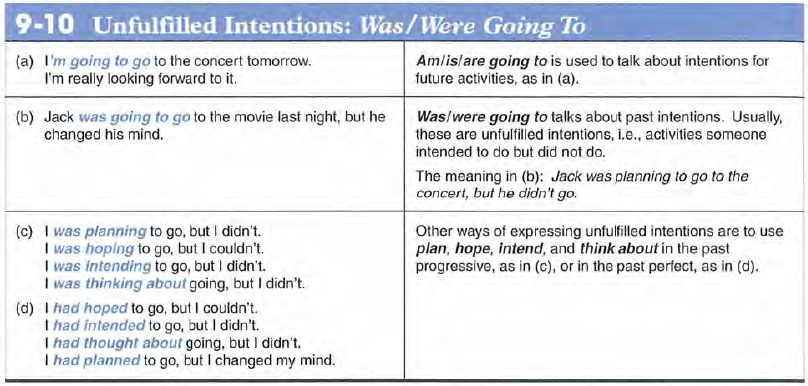 9-10 Unfulfilled Intentions: Was/Were Going To
(a) I'm going to go to the concert tomorrow.
I'm really looking forward to it.
Am/is/are going to is used to talk about intentions for
future activities, as in (a).
(b) Jack was going to go to the movie last night, but he
changed his mind.
Was/were going to talks about past intentions. Usually,
these are unfulfilled intentions, i.e., activities someone
intended to do but did not do.
The meaning in (b): Jack was planning to go to the
concert, but he didn't go.
(c) I was planning to go, but I didn't.
I was hoping to go, but I couldn't.
I was intending to go, but I didn't.
I was thinking about going, but I didn't.
(d) I had hoped to go, but I couldn't.
I had intended to go, but I didn't.
I had thought about going, but I didn't.
I had planned to go, but I changed my mind.
Other ways of expressing unfulfilled intentions are to use
plan, hope, intend, and think about in the past
progressive, as in (c), or in the past perfect, as in (d).